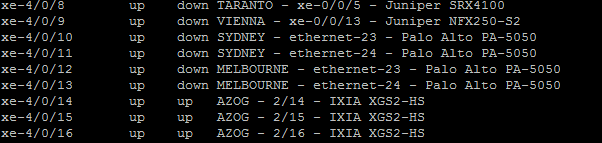 xe-4/0/8 up down TARANTO - xe-0/0/5 - Juniper SRX4100
xe-4/0/9 up down VIENNA - xe-0/0/13 - Juniper NFX250-S2
xe-4/0/10 up down SYDNEY - ethernet-23 - Palo Alto PA-5050
xe-4/0/11 up down SYDNEY - ethernet-24 - Palo Alto PA-5050
xe-4/0/12 up down MELBOURNE - ethernet-23 - Palo Alto PA-5050
xe-4/0/13 up down MELBOURNE - ethernet-24 - Palo Alto PA-5050
xe-4/0/14 up up AZOG - 2/14 - IXIA XGS2-HS
xe-4/0/15 up up AZOG - 2/15 - IXIA XGS2-HS
xe-4/0/16 up up AZOG - 2/16 - IXIA XGS2-HS